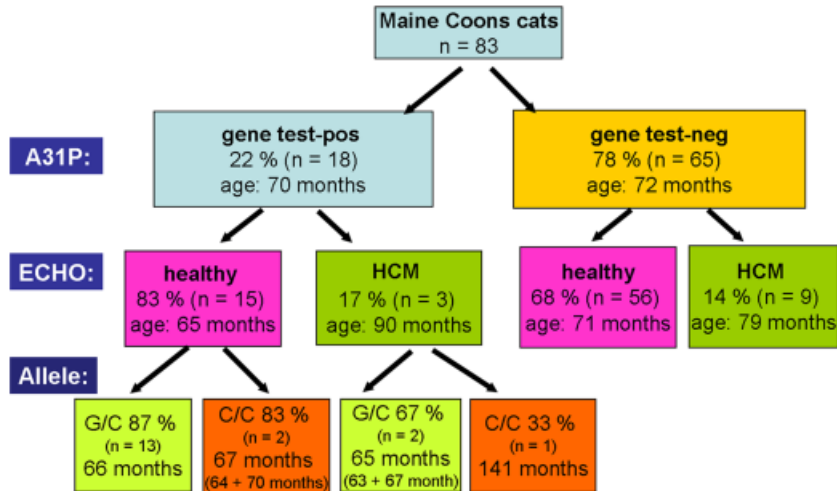 Maine Coons cats
n = 83
A31P:
gene test-pos
22 % (n = 18)
age: 70 months
gene test-neg
78 % (n = 65)
age: 72 months
ECHO:
healthy
83 % (n = 15)
age: 65 months
HCM
17 % (n = 3)
age: 90 months
healthy
68 % (n = 56)
age: 71 months
HCM
14 % (n = 9)
age: 79 months
Allele:
G/C 87 %
(n = 13)
66 months
C/C 83 %
(n = 2)
67 months
(64 + 70 months)
G/C 67 %
(n = 2)
65 months
(63 + 67 month)
C/C 33 %
(n = 1)
141 months